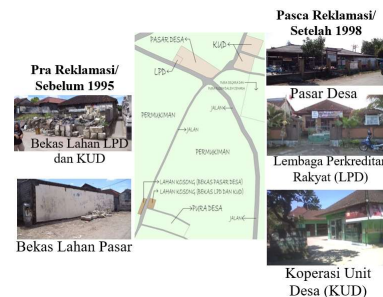 Pra Reklamasi/
Sebelum 1995
Bekas Lahan LPD
dan KUD
Bekas Lahan Pasar
PASAR DESA
KUD
LPD
JALAN
PERMUKIMAN
JALAN
PERMUKIMAN
LAHAN KOSONG (BEKAS PASAR DESA)
LAHAN KOSONG (BEKAS LPD DAN KUD)
PURA DESA
JALAN
Pasca Reklamasi/
Setelah 1998
Pasar Desa
Lembaga Perkreditan
Rakyat (LPD)
Koperasi Unit
Desa (KUD)